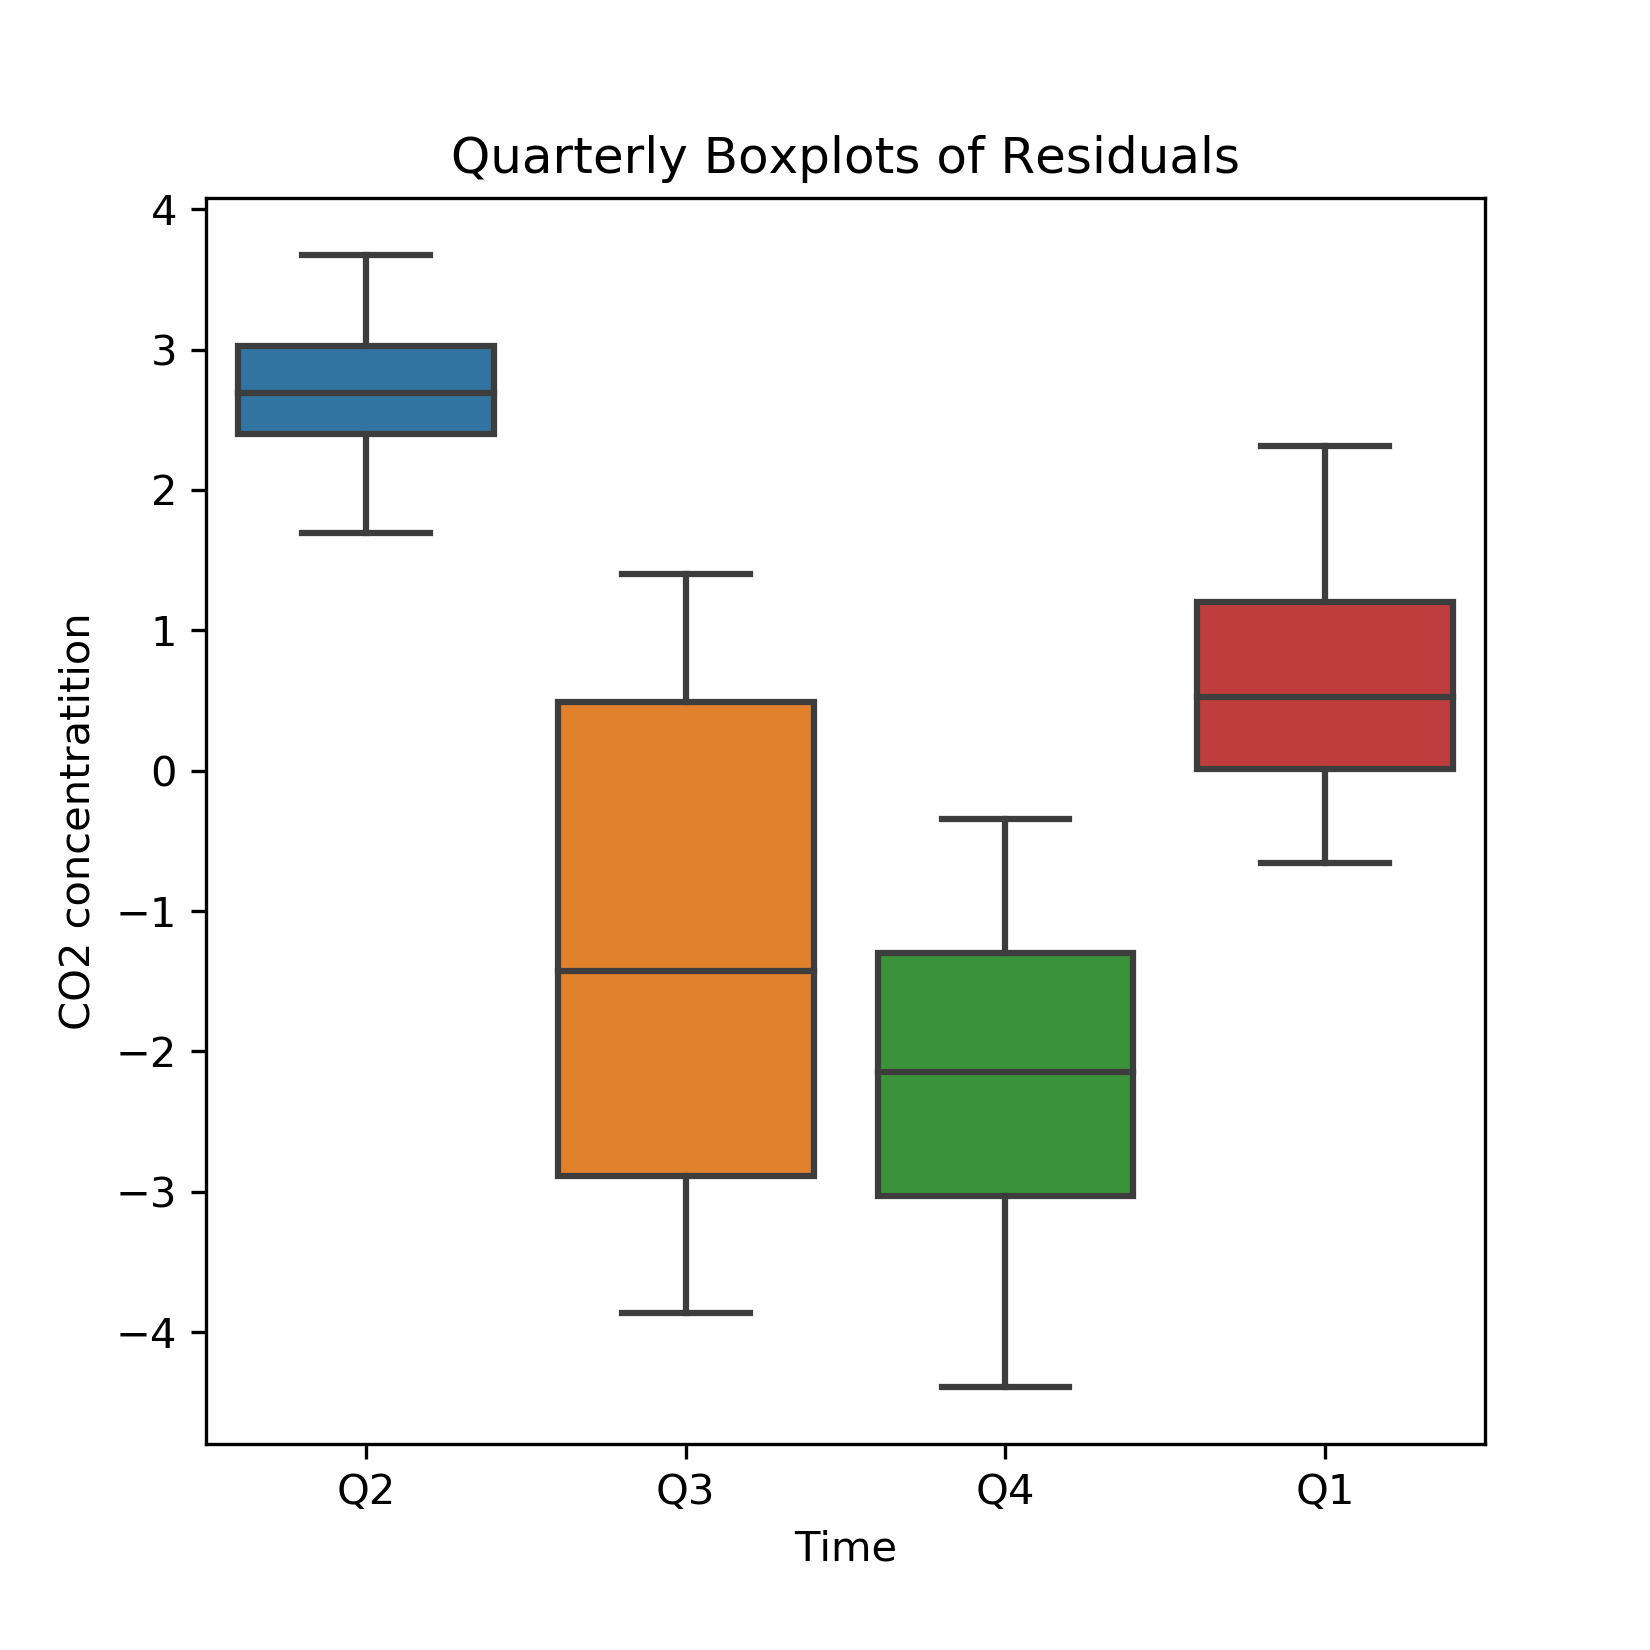 Quarterly Boxplots of Residuals
CO2 concentratition
4
3
2
1
0
−1
−2
−3
−4
Q2 Q3 Q4 Q1
Time